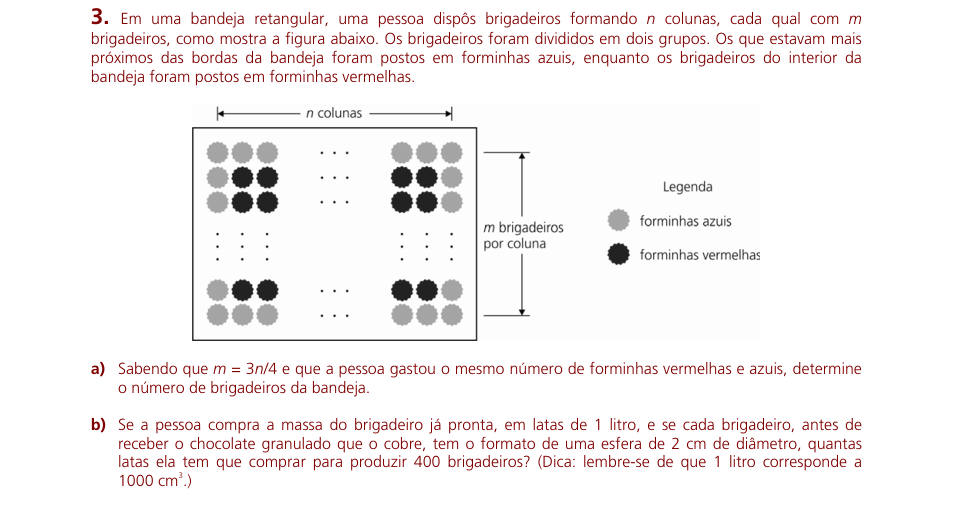 3. Em uma bandeja retangular, uma pessoa dispôs brigadeiros formando n colunas, cada qual com m
brigadeiros, como mostra a figura abaixo. Os brigadeiros foram divididos em dois grupos. Os que estavam mais
próximos das bordas da bandeja foram postos em forminhas azuis, enquanto os brigadeiros do interior da
bandeja foram postos em forminhas vermelhas.
n colunas
m brigadeiros
por coluna
Legenda
forminhas azuis
forminhas vermelhas
a) Sabendo que m = 3n/4 e que a pessoa gastou o mesmo número de forminhas vermelhas e azuis, determine
o número de brigadeiros da bandeja.
b) Se a pessoa compra a massa do brigadeiro já pronta, em latas de 1 litro, e se cada brigadeiro, antes de
receber o chocolate granulado que o cobre, tem o formato de uma esfera de 2 cm de diâmetro, quantas
latas ela tem que comprar para produzir 400 brigadeiros? (Dica: lembre-se de que 1 litro corresponde a
1000 cm³.)